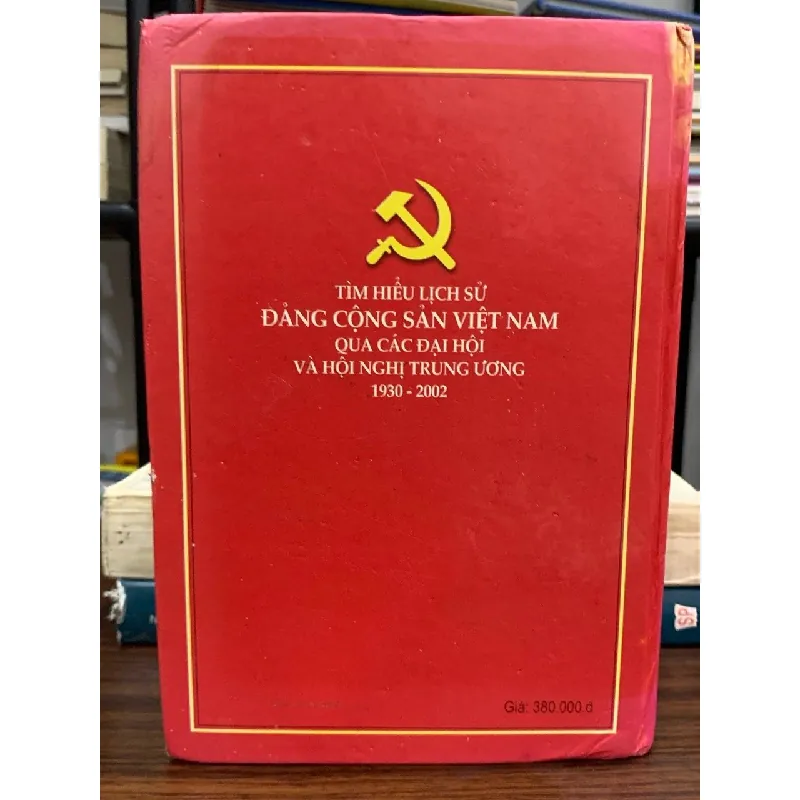 TÌM HIỂU LỊCH SỬ
ĐẢNG CỘNG SẢN VIỆT NAM
QUA CÁC ĐẠI HỘI
VÀ HỘI NGHỊ TRUNG ƯƠNG
1930 - 2002
Giá: 380.000.đ
SP